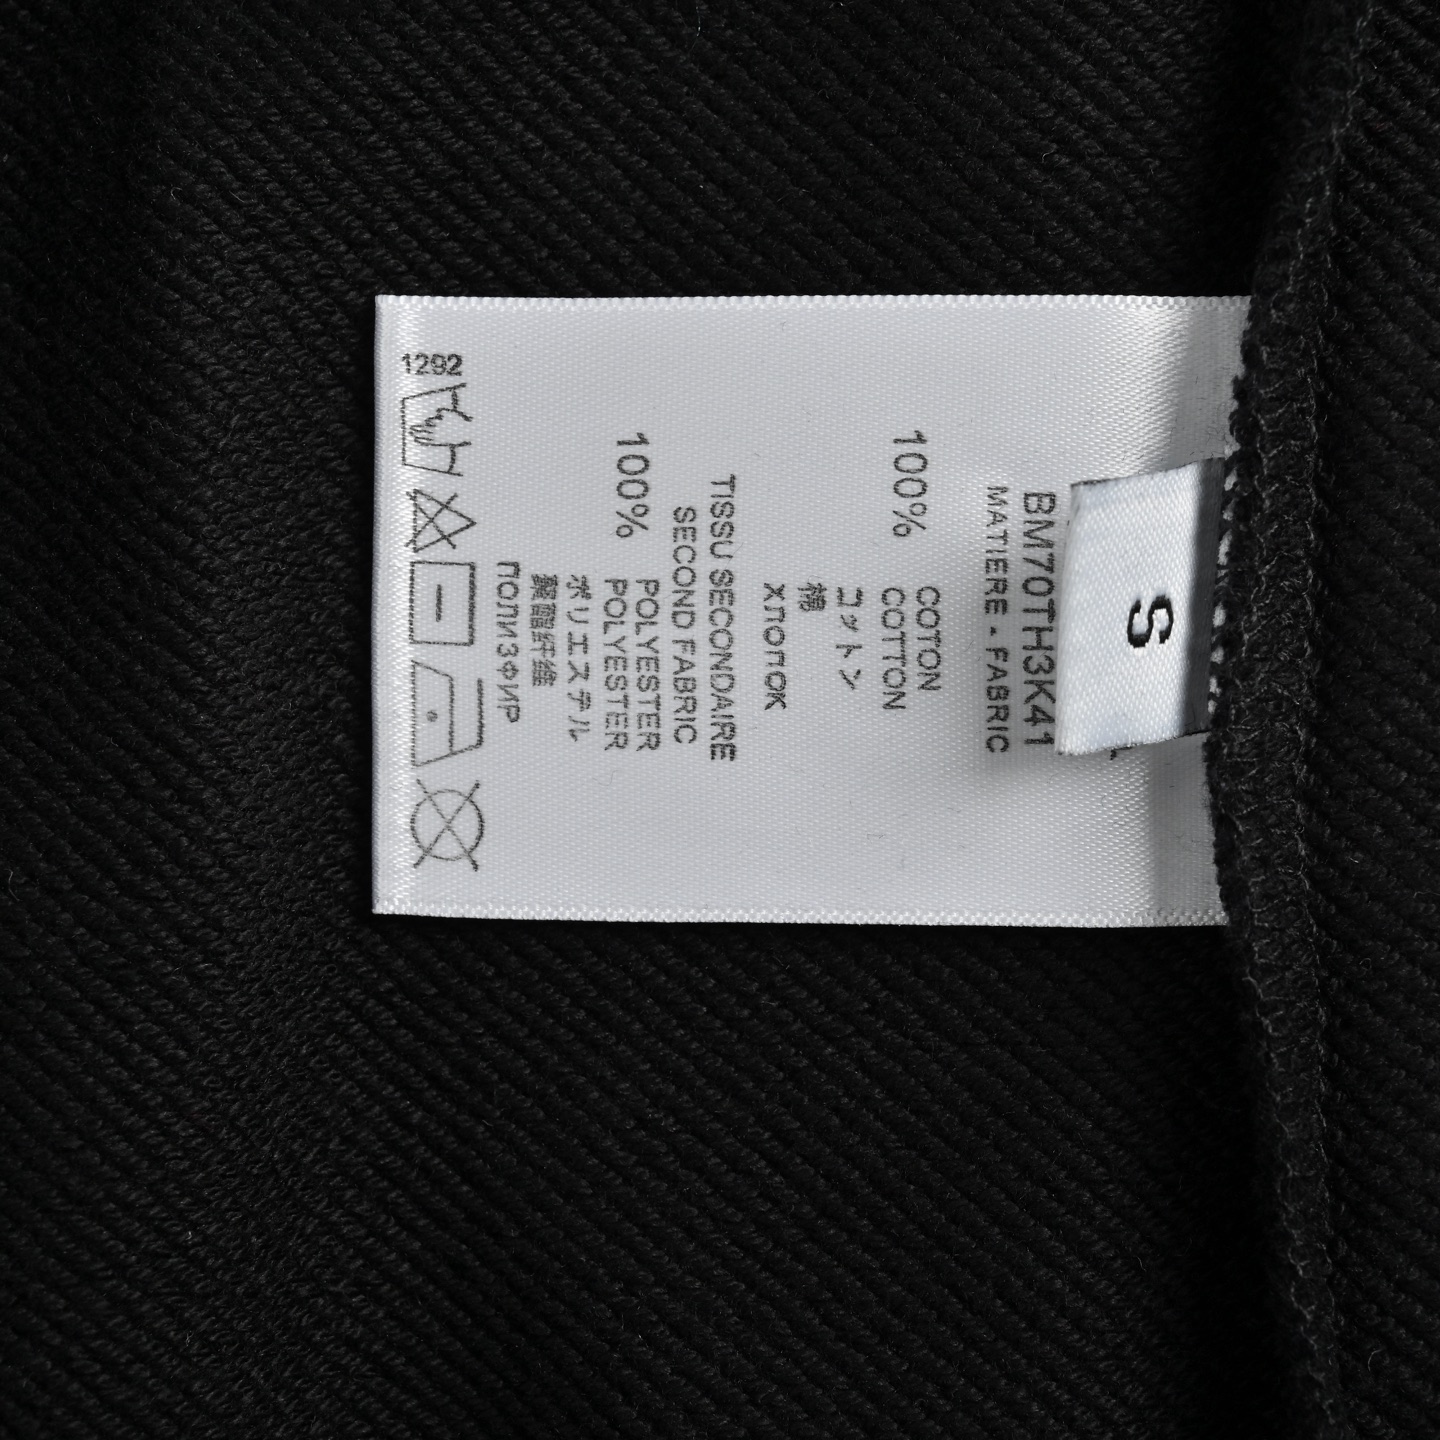 S
BM70TH3K41
MATIERE - FABRIC
100% COTON
COTTON
コットン
棉
ХЛОПОК
TISSU SECONDAIRE
SECOND FABRIC
100% POLYESTER
POLYESTER
ポリエステル
聚酯纤维
ПОЛИЭФИР
1292